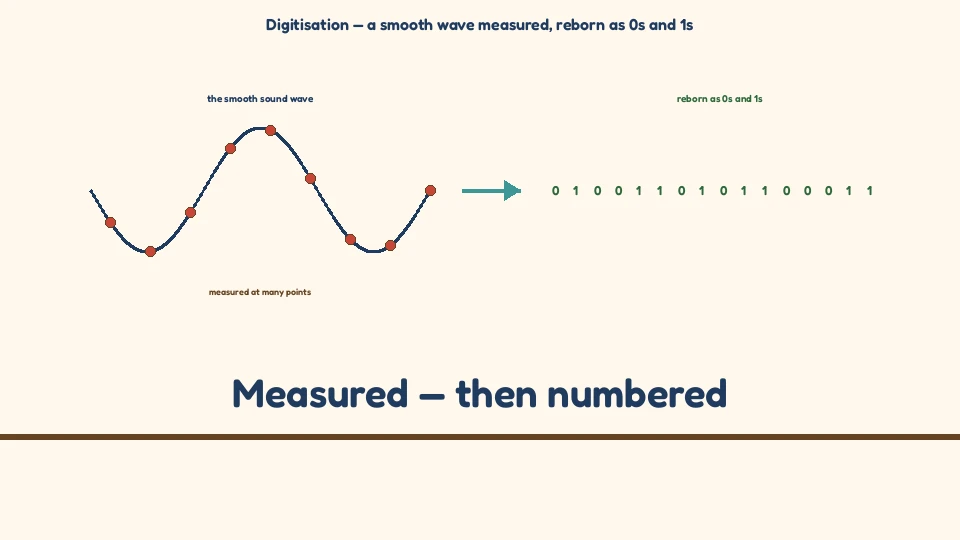 Digitisation — a smooth wave measured, reborn as 0s and 1s
the smooth sound wave
reborn as 0s and 1s
0 1 0 0 1 1 0 1 0 1 1 0 0 0 1 1
measured at many points
Measured — then numbered